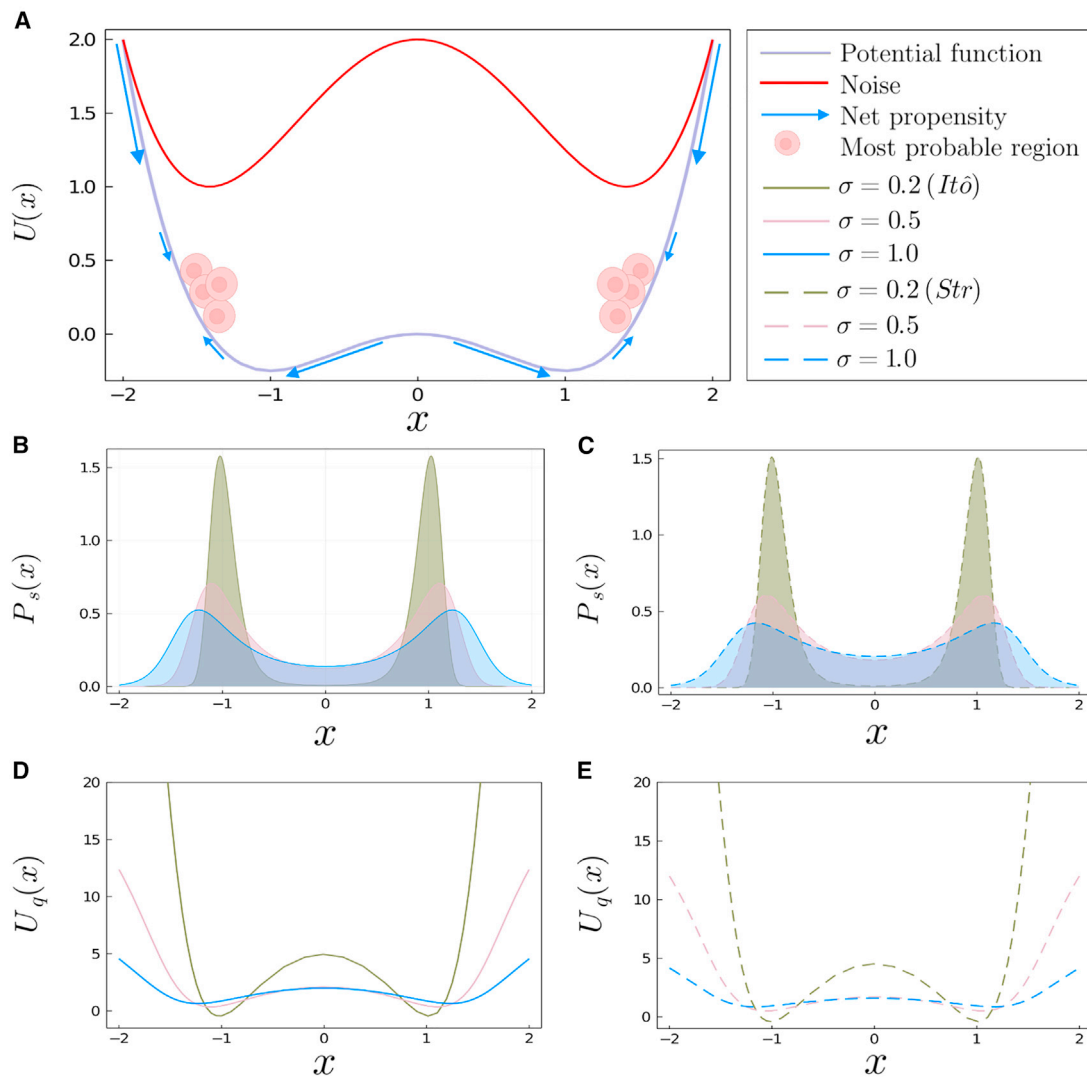 A
U(x)
2.0
1.5
1.0
0.5
0.0
−2
−1
0
1
2
x
Potential function
Noise
Net propensity
Most probable region
σ = 0.2 (Itô)
σ = 0.5
σ = 1.0
σ = 0.2 (Str)
σ = 0.5
σ = 1.0
B
P_s(x)
1.5
1.0
0.5
0.0
−2
−1
0
1
2
x
C
P_s(x)
1.5
1.0
0.5
0.0
−2
−1
0
1
2
x
D
U_q(x)
20
15
10
5
0
−2
−1
0
1
2
x
E
U_q(x)
20
15
10
5
0
−2
−1
0
1
2
x